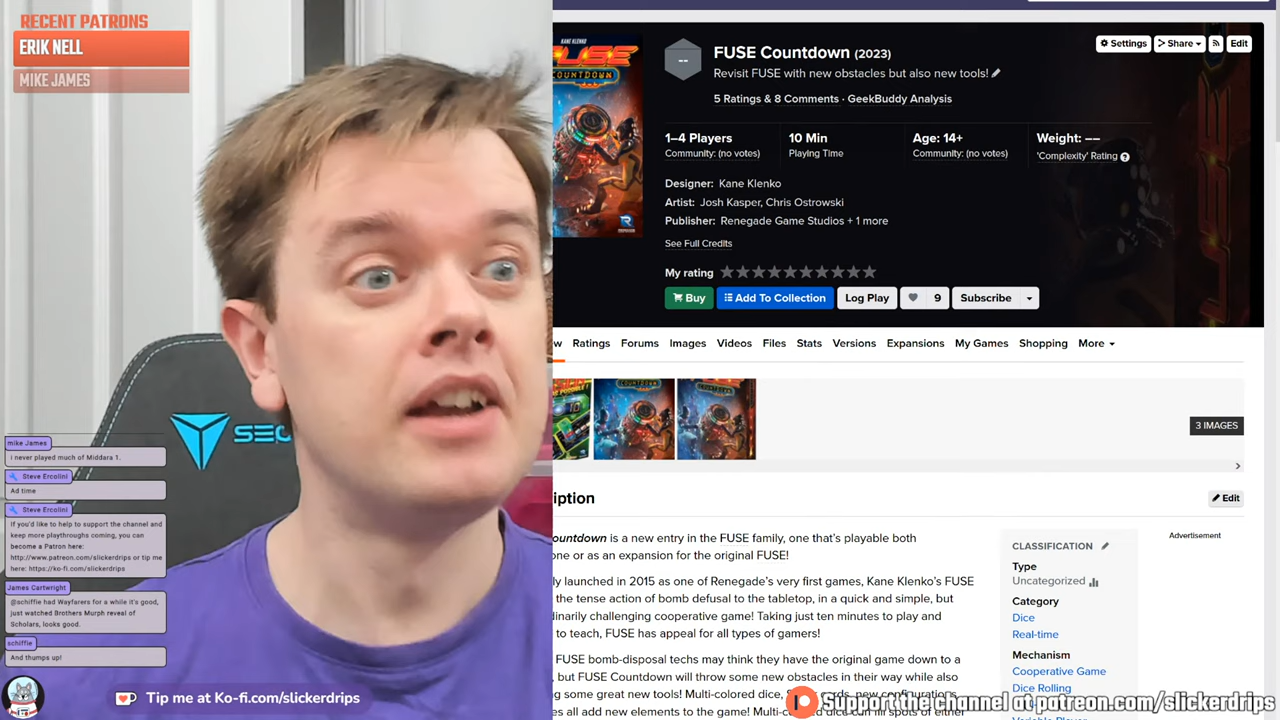 RECENT PATRONS
ERIK NELL
MIKE JAMES
mike James
I never played much of Middara 1.
Steve Ercolini
Ad time
Steve Ercolini
If you'd like to help to support the channel and
keep more playthroughs coming, you can
become a Patron here:
http://www.patreon.com/slickerdrips or tip me
here: https://ko-fi.com/slickerdrips
James Cartwright
@schiffie had Wayfarers for a while it's good,
just watched Brothers Murph reveal of
Scholars, looks good.
schiffie
And thumps up!
Tip me at Ko-fi.com/slickerdrips
KANE KLENKO
FUSE
COUNTDOWN
--
FUSE Countdown (2023)
Revisit FUSE with new obstacles but also new tools!
5 Ratings & 8 Comments · GeekBuddy Analysis
Settings
Share
Edit
1–4 Players
Community: (no votes)
10 Min
Playing Time
Age: 14+
Community: (no votes)
Weight: --
'Complexity' Rating ?
Designer: Kane Klenko
Artist: Josh Kasper, Chris Ostrowski
Publisher: Renegade Game Studios + 1 more
See Full Credits
My rating
Buy
Add To Collection
Log Play
9
Subscribe
w Ratings Forums Images Videos Files Stats Versions Expansions My Games Shopping More
3 IMAGES
iption
Edit
ountdown is a new entry in the FUSE family, one that's playable both
one or as an expansion for the original FUSE!
ly launched in 2015 as one of Renegade's very first games, Kane Klenko's FUSE
the tense action of bomb defusal to the tabletop, in a quick and simple, but
dinarily challenging cooperative game! Taking just ten minutes to play and
to teach, FUSE has appeal for all types of gamers!
FUSE bomb-disposal techs may think they have the original game down to a
but FUSE Countdown will throw some new obstacles in their way while also
g some great new tools! Multi-colored dice, cards, new configurations
es all add new elements to the game! Multi-
CLASSIFICATION
Type
Uncategorized
Category
Dice
Real-time
Mechanism
Cooperative Game
Dice Rolling
Advertisement
Support the channel at patreon.com/slickerdrips